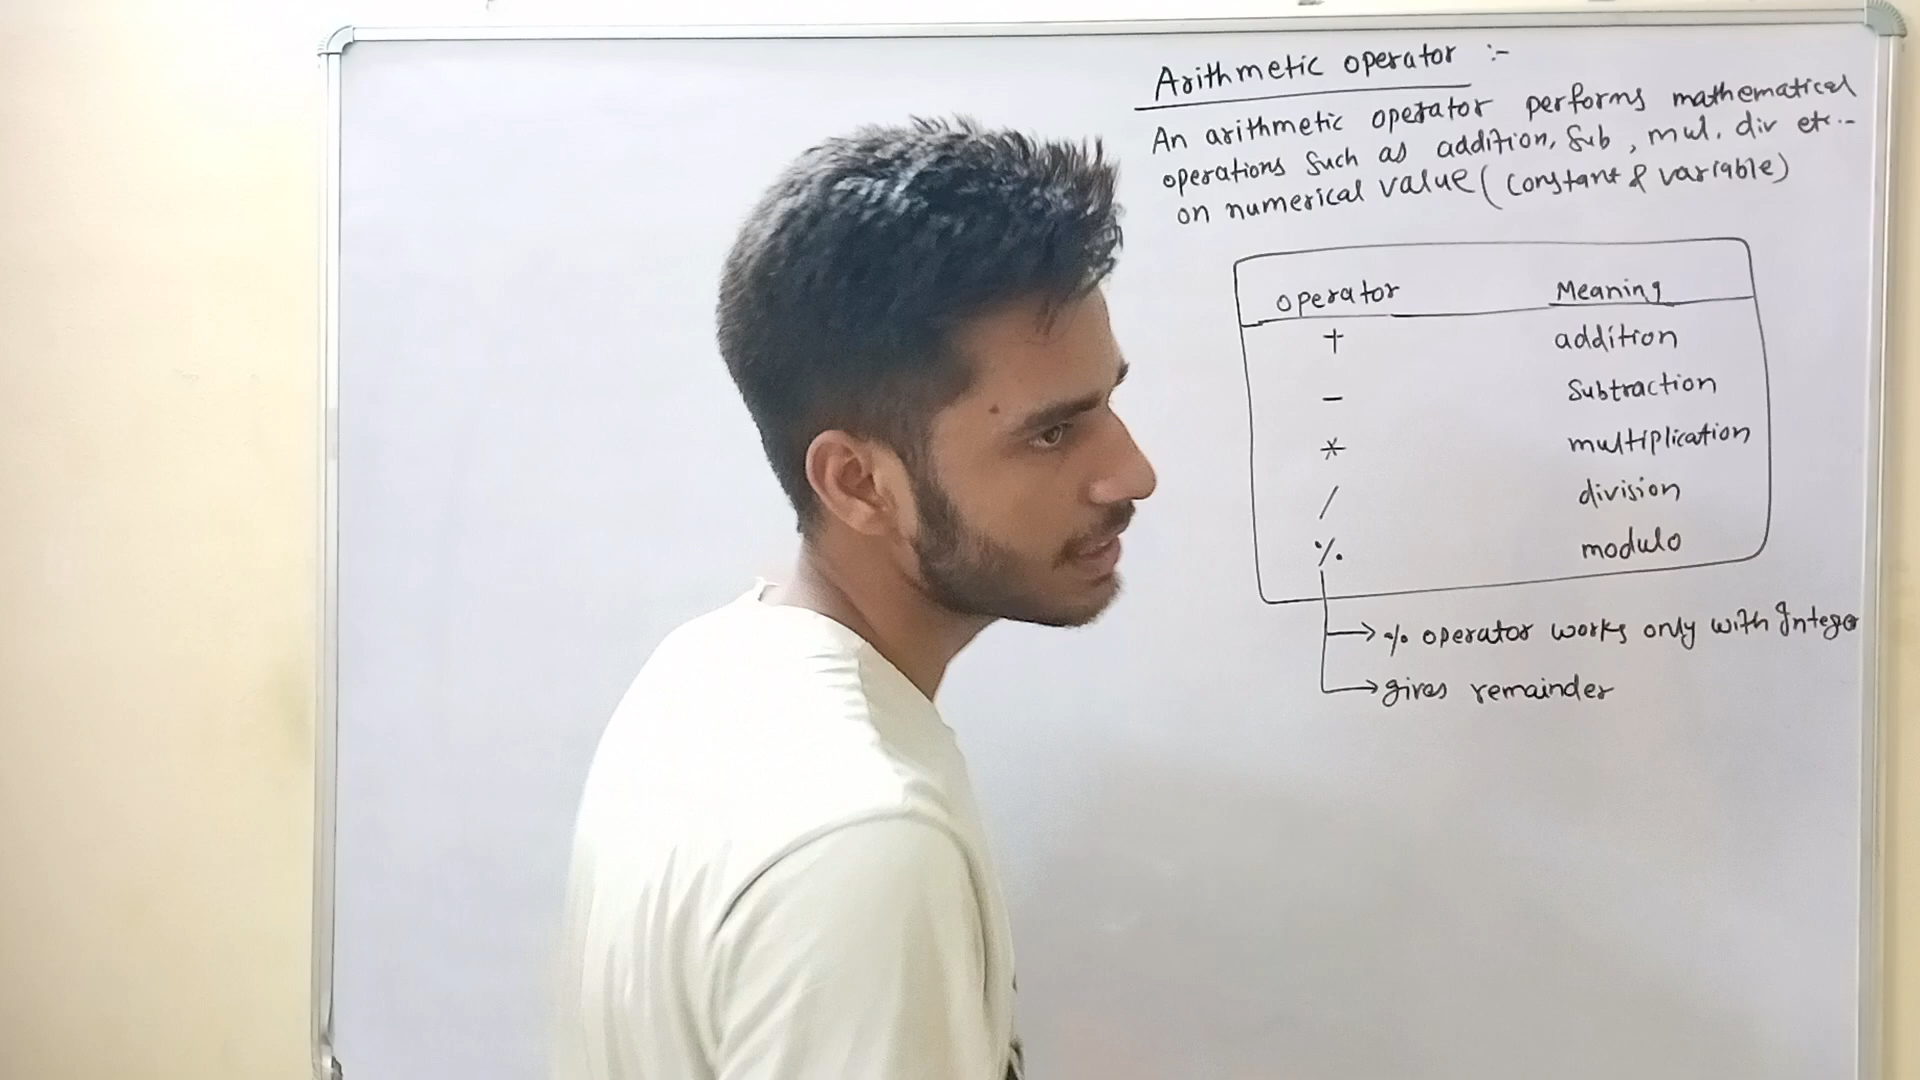 Arithmetic operator :-
An arithmetic operator performs mathematical
operations such as addition, Sub, mul. div etc..-
on numerical value (constant & variable)
operator Meaning
+ addition
- Subtraction
* multiplication
/ division
% modulo
% operator works only with Integer
gives remainder